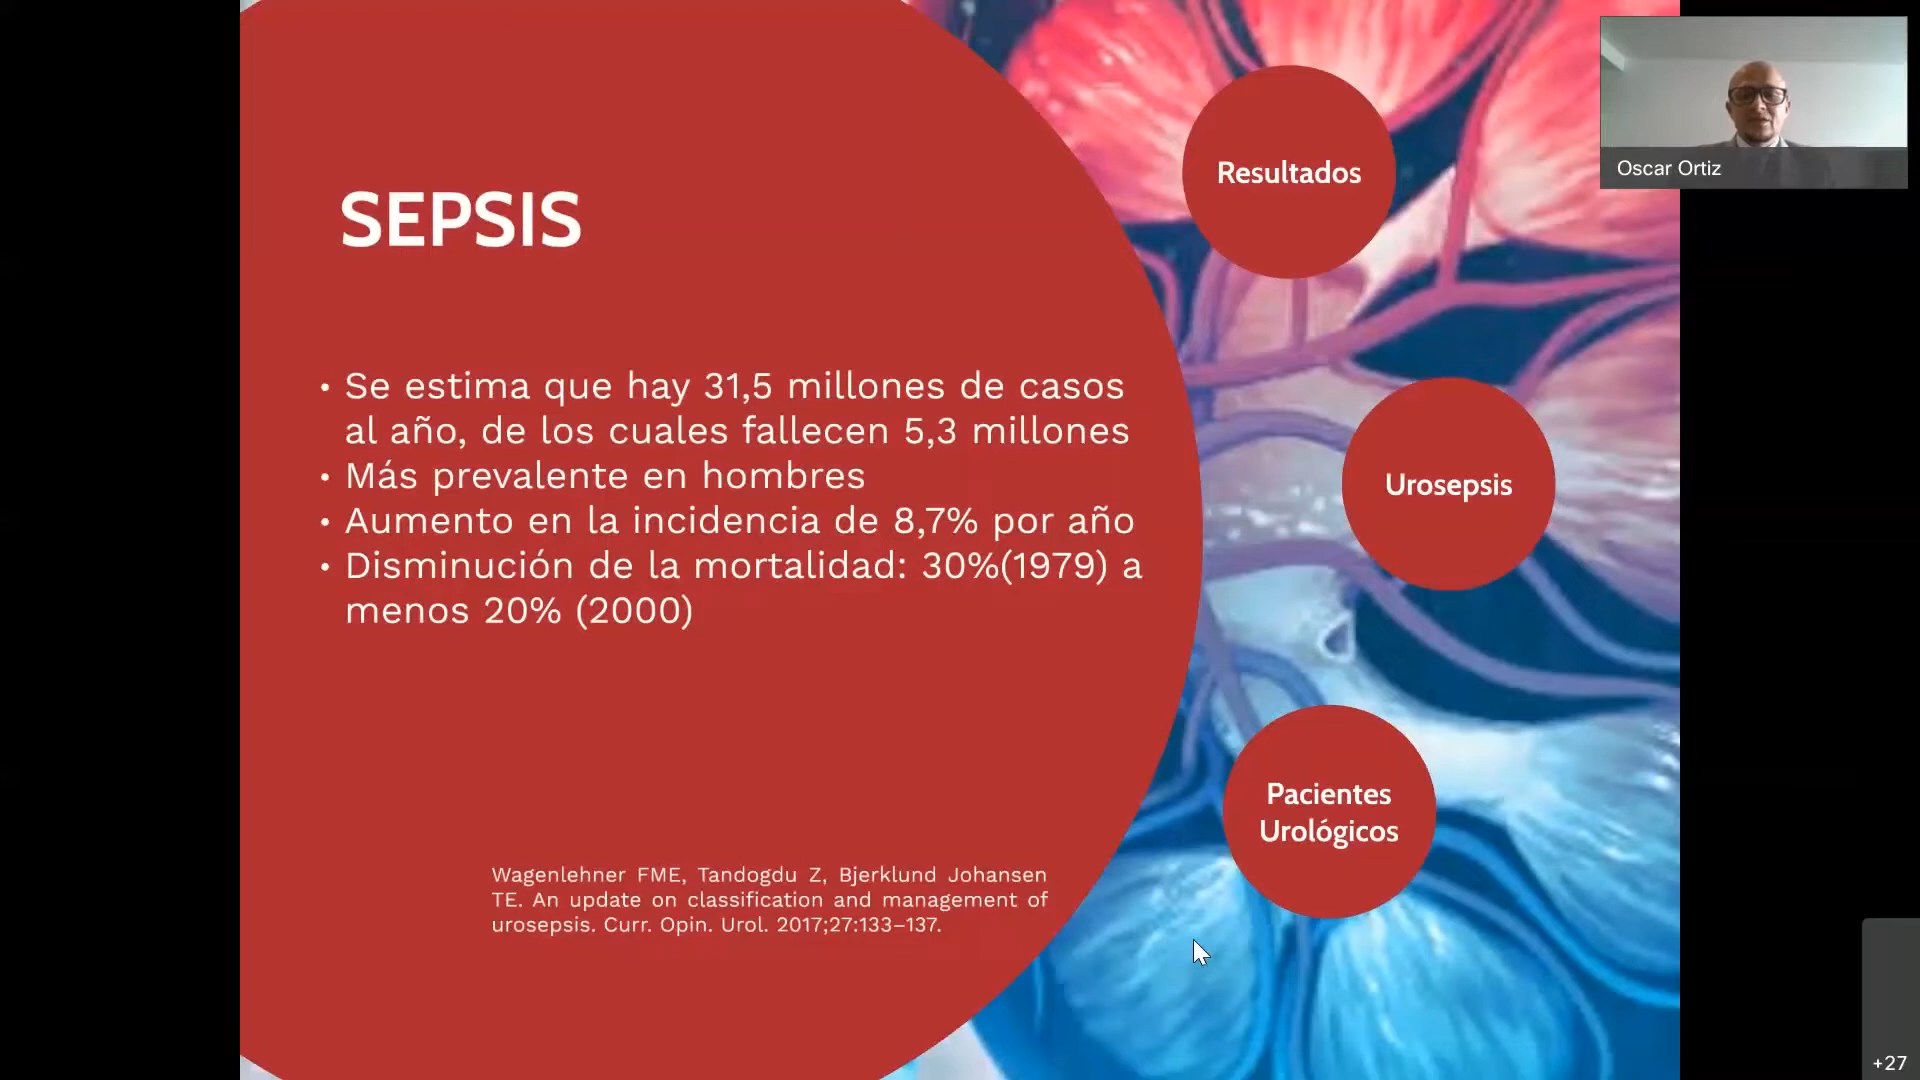 SEPSIS
• Se estima que hay 31,5 millones de casos
al año, de los cuales fallecen 5,3 millones
• Más prevalente en hombres
• Aumento en la incidencia de 8,7% por año
• Disminución de la mortalidad: 30%(1979) a
menos 20% (2000)
Wagenlehner FME, Tandogdu Z, Bjerklund Johansen
TE. An update on classification and management of
urosepsis. Curr. Opin. Urol. 2017;27:133–137.
Resultados
Urosepsis
Pacientes
Urológicos
Oscar Ortiz
+27